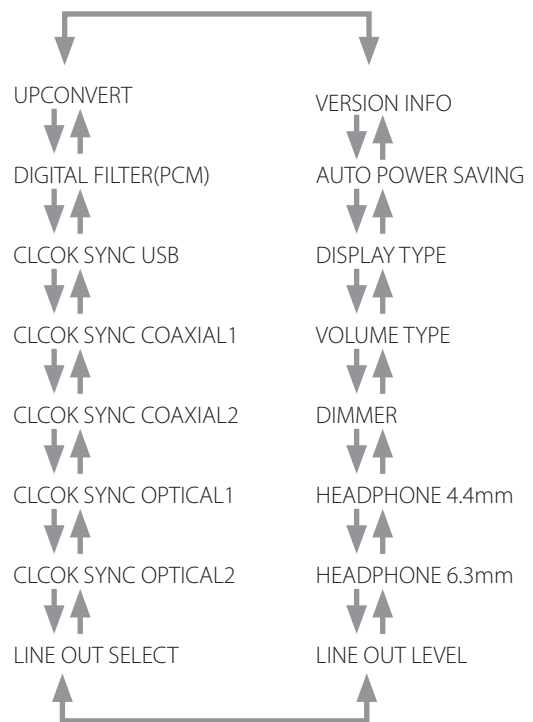 UPCONVERT
DIGITAL FILTER(PCM)
CLCOK SYNC USB
CLCOK SYNC COAXIAL1
CLCOK SYNC COAXIAL2
CLCOK SYNC OPTICAL1
CLCOK SYNC OPTICAL2
LINE OUT SELECT
VERSION INFO
AUTO POWER SAVING
DISPLAY TYPE
VOLUME TYPE
DIMMER
HEADPHONE 4.4mm
HEADPHONE 6.3mm
LINE OUT LEVEL